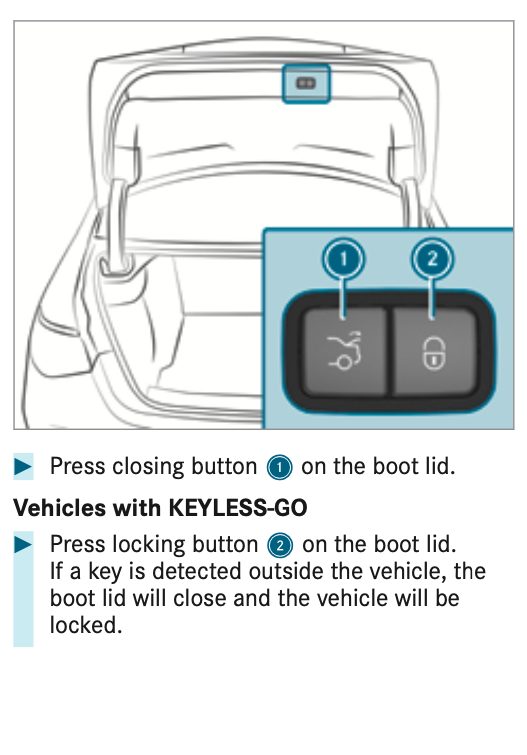 1 2
Press closing button 1 on the boot lid.
Vehicles with KEYLESS-GO
Press locking button 2 on the boot lid.
If a key is detected outside the vehicle, the
boot lid will close and the vehicle will be
locked.